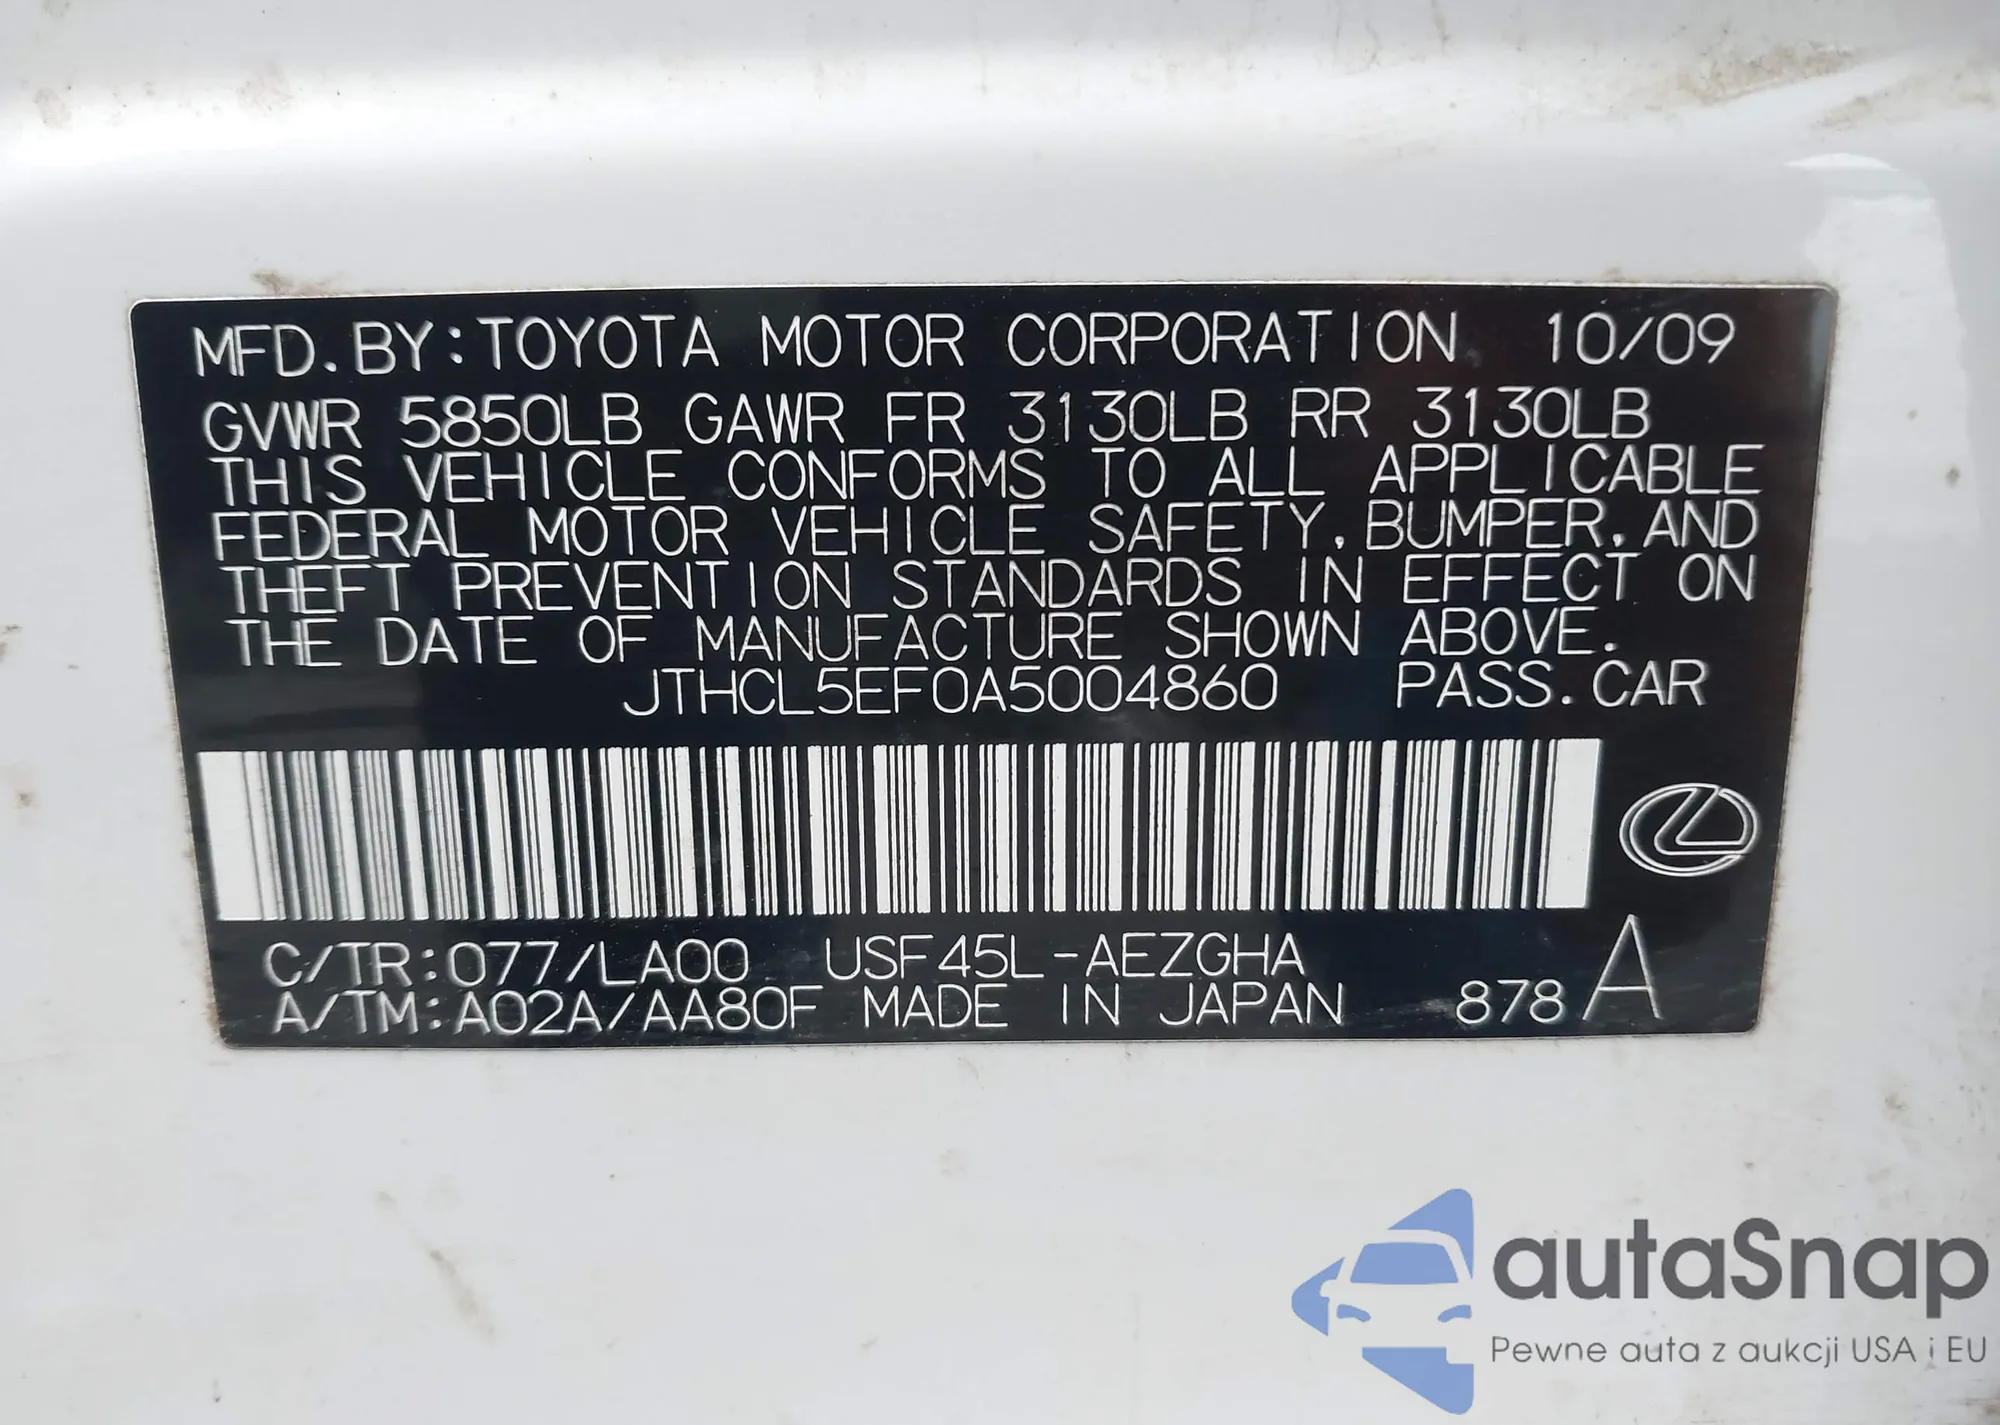 MFD. BY: TOYOTA MOTOR CORPORATION 10/09
GVWR 5850LB GAWR FR 3130LB RR 3130LB
THIS VEHICLE CONFORMS TO ALL APPLICABLE
FEDERAL MOTOR VEHICLE SAFETY, BUMPER, AND
THEFT PREVENTION STANDARDS IN EFFECT ON
THE DATE OF MANUFACTURE SHOWN ABOVE.
JTHCL5EF0A5004860 PASS. CAR
C/TR: 077/LA00 USF45L-AEZGHA
A/TM: A02A/AA80F MADE IN JAPAN 878 A
autaSnap
Pewne auta z aukcji USA i EU